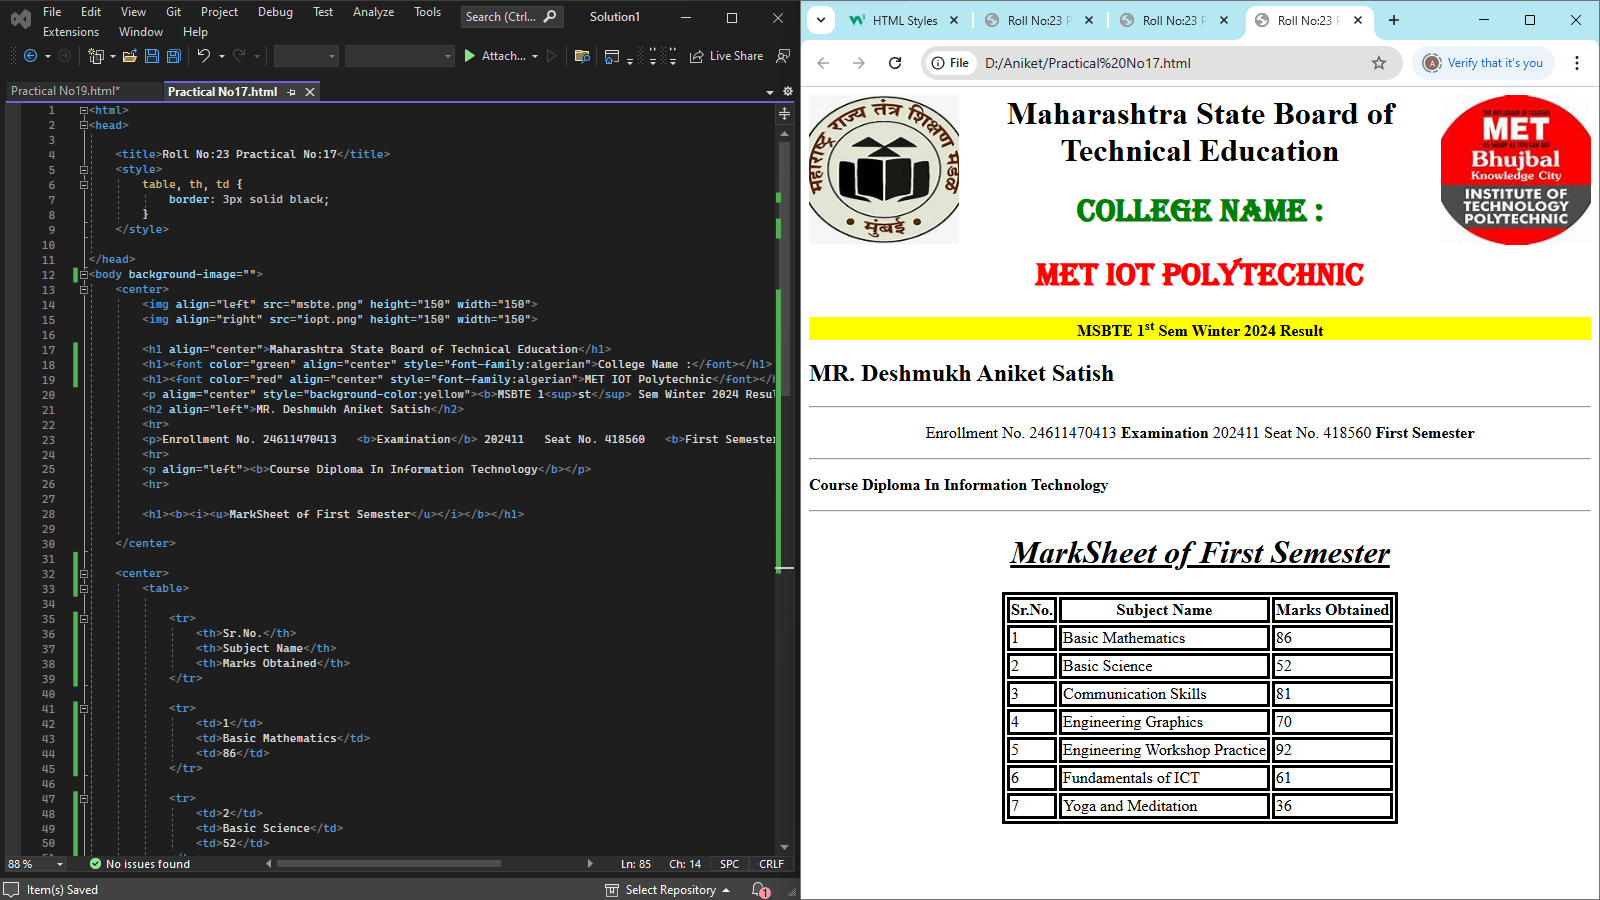 File Edit View Git Project Debug Test Analyze Tools Search (Ctrl... Solution1
Extensions Window Help
Attach... Live Share
Practical No19.html* Practical No17.html
1 <html>
2 <head>
3
4 <title>Roll No:23 Practical No:17</title>
5 <style>
6 table, th, td {
7 border: 3px solid black;
8 }
9 </style>
10
11 </head>
12 <body background-image="">
13 <center>
14 <img align="left" src="msbte.png" height="150" width="150">
15 <img align="right" src="iopt.png" height="150" width="150">
16
17 <h1 align="center">Maharashtra State Board of Technical Education</h1>
18 <h1><font color="green" align="center" style="font-family:algerian">College Name :</font></h1>
19 <h1><font color="red" align="center" style="font-family:algerian">MET IOT Polytechnic</font></h
20 <p align="center" style="background-color:yellow"><b>MSBTE 1<sup>st</sup> Sem Winter 2024 Resul
21 <h2 align="left">MR. Deshmukh Aniket Satish</h2>
22 <hr>
23 <p>Enrollment No. 24611470413 <b>Examination</b> 202411 Seat No. 418560 <b>First Semester
24 <hr>
25 <p align="left"><b>Course Diploma In Information Technology</b></p>
26 <hr>
27
28 <h1><b><i><u>MarkSheet of First Semester</u></i></b></h1>
29
30 </center>
31
32 <center>
33 <table>
34
35 <tr>
36 <th>Sr.No.</th>
37 <th>Subject Name</th>
38 <th>Marks Obtained</th>
39 </tr>
40
41 <tr>
42 <td>1</td>
43 <td>Basic Mathematics</td>
44 <td>86</td>
45 </tr>
46
47 <tr>
48 <td>2</td>
49 <td>Basic Science</td>
50 <td>52</td>
88 % No issues found Ln: 85 Ch: 14 SPC CRLF
Item(s) Saved Select Repository 1
HTML Styles Roll No:23 P Roll No:23 P Roll No:23 P
File D:/Aniket/Practical%20No17.html A Verify that it's you
महाराष्ट्र राज्य तंत्र शिक्षण मंडळ
मुंबई
Maharashtra State Board of
Technical Education
COLLEGE NAME :
MET IOT POLYTECHNIC
MET
Bhujbal
Knowledge City
INSTITUTE OF
TECHNOLOGY
POLYTECHNIC
MSBTE 1st Sem Winter 2024 Result
MR. Deshmukh Aniket Satish
Enrollment No. 24611470413 Examination 202411 Seat No. 418560 First Semester
Course Diploma In Information Technology
MarkSheet of First Semester
Sr.No. Subject Name Marks Obtained
1 Basic Mathematics 86
2 Basic Science 52
3 Communication Skills 81
4 Engineering Graphics 70
5 Engineering Workshop Practice 92
6 Fundamentals of ICT 61
7 Yoga and Meditation 36